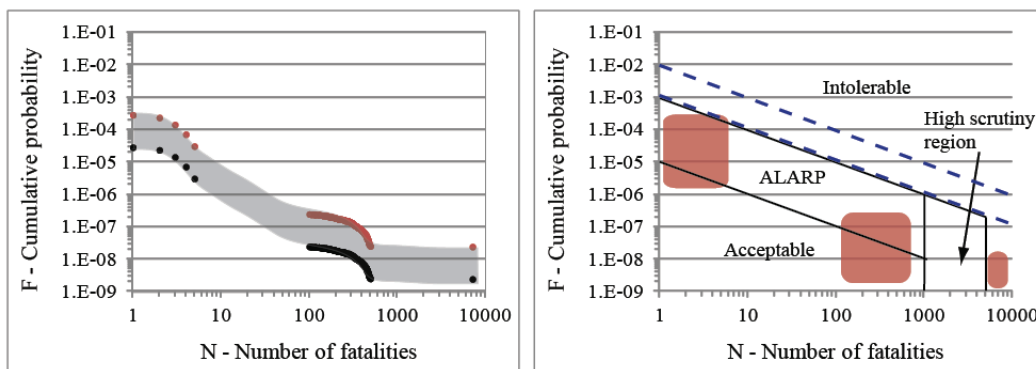 F - Cumulative probability
1.E-01
1.E-02
1.E-03
1.E-04
1.E-05
1.E-06
1.E-07
1.E-08
1.E-09
1
10
100
1000
10000
N - Number of fatalities
F - Cumulative probability
1.E-01
1.E-02
1.E-03
1.E-04
1.E-05
1.E-06
1.E-07
1.E-08
1.E-09
Intolerable
High scrutiny
region
ALARP
Acceptable
1
10
100
1000
10000
N - Number of fatalities